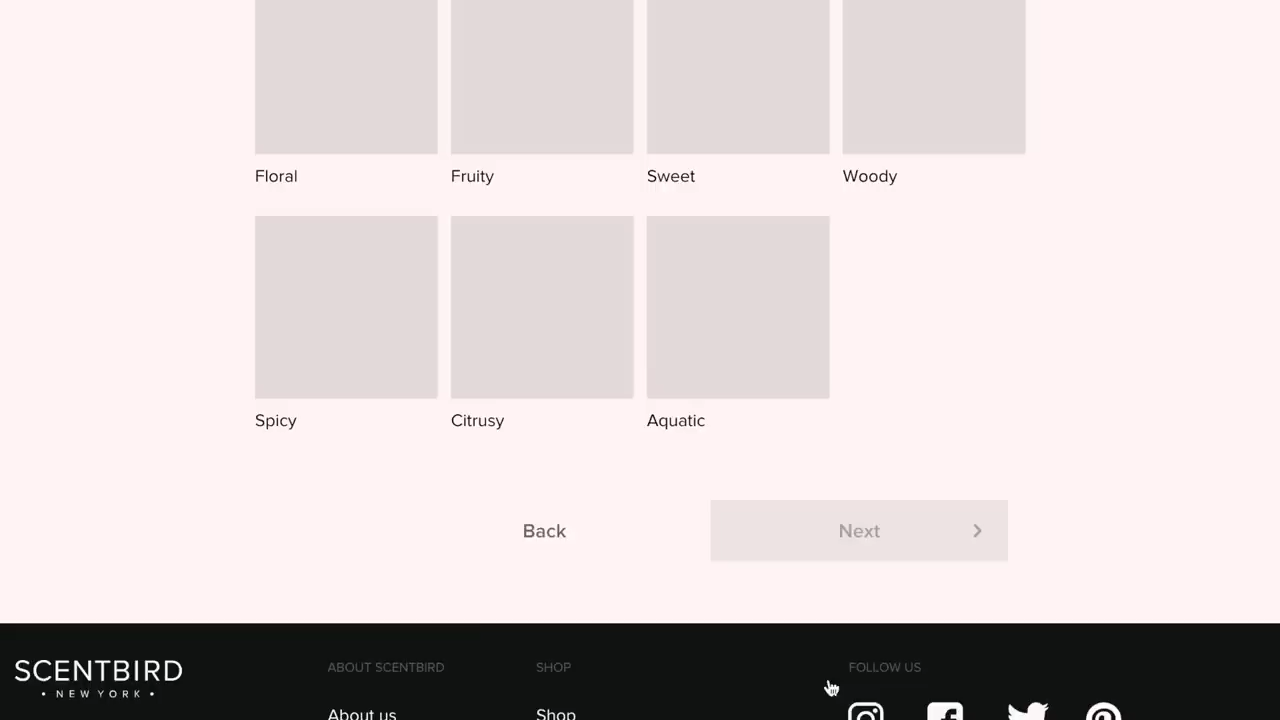 Floral Fruity Sweet Woody
Spicy Citrusy Aquatic
Back Next
SCENTBIRD
• NEW YORK •
ABOUT SCENTBIRD SHOP FOLLOW US
About us Shop